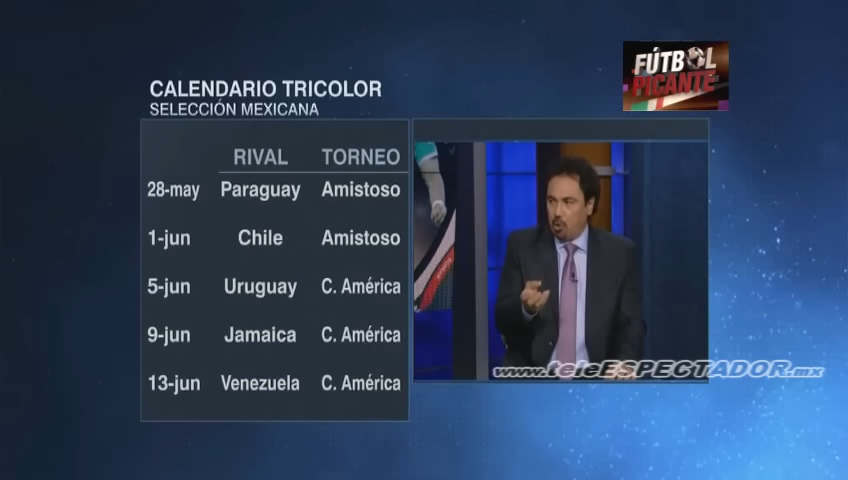 FÚTBOL
PICANTE
CALENDARIO TRICOLOR
SELECCIÓN MEXICANA
RIVAL TORNEO
28-may Paraguay Amistoso
1-jun Chile Amistoso
5-jun Uruguay C. América
9-jun Jamaica C. América
13-jun Venezuela C. América
www.teleESPECTADOR.mx